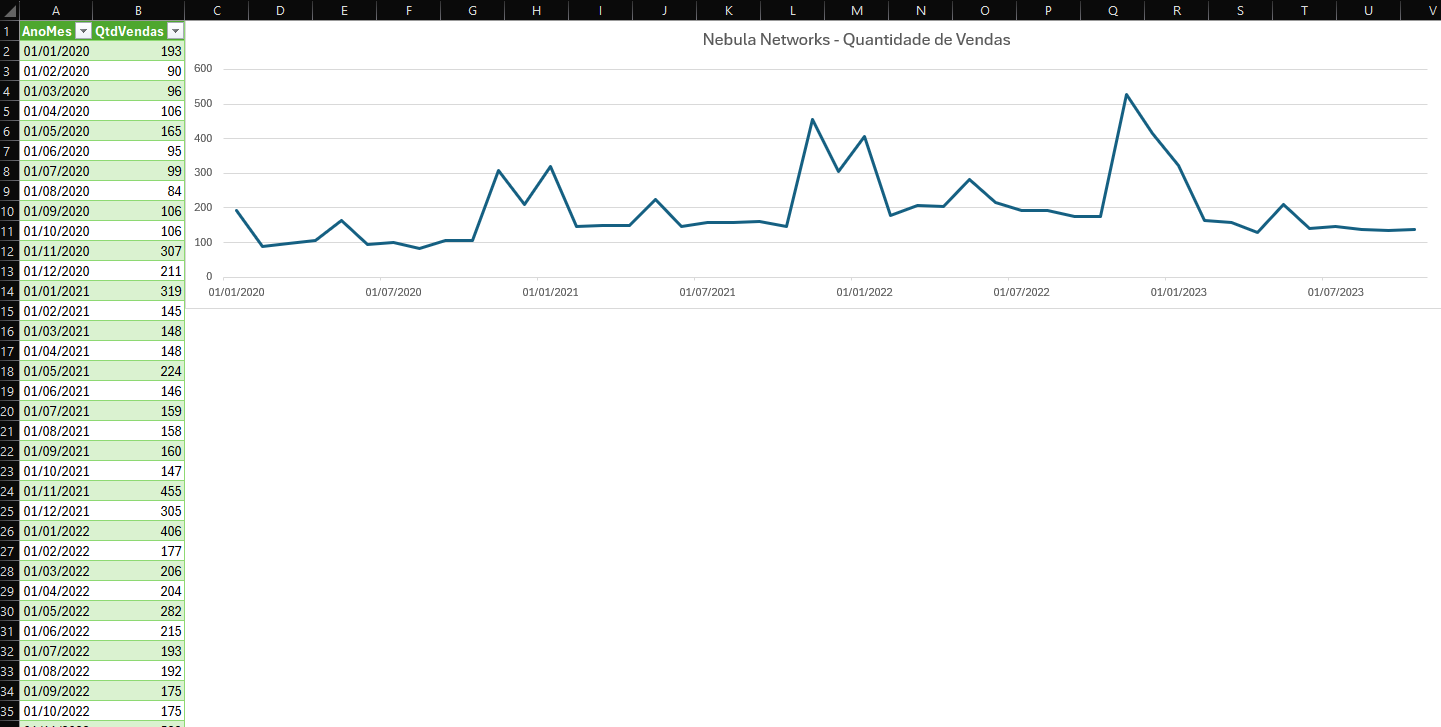 A B C D E F G H I J K L M N O P Q R S T U V
1 AnoMes QtdVendas
2 01/01/2020 193
3 01/02/2020 90
4 01/03/2020 96
5 01/04/2020 106
6 01/05/2020 165
7 01/06/2020 95
8 01/07/2020 99
9 01/08/2020 84
10 01/09/2020 106
11 01/10/2020 106
12 01/11/2020 307
13 01/12/2020 211
14 01/01/2021 319
15 01/02/2021 145
16 01/03/2021 148
17 01/04/2021 148
18 01/05/2021 224
19 01/06/2021 146
20 01/07/2021 159
21 01/08/2021 158
22 01/09/2021 160
23 01/10/2021 147
24 01/11/2021 455
25 01/12/2021 305
26 01/01/2022 406
27 01/02/2022 177
28 01/03/2022 206
29 01/04/2022 204
30 01/05/2022 282
31 01/06/2022 215
32 01/07/2022 193
33 01/08/2022 192
34 01/09/2022 175
35 01/10/2022 175
Nebula Networks - Quantidade de Vendas
600
500
400
300
200
100
0
01/01/2020 01/07/2020 01/01/2021 01/07/2021 01/01/2022 01/07/2022 01/01/2023 01/07/2023